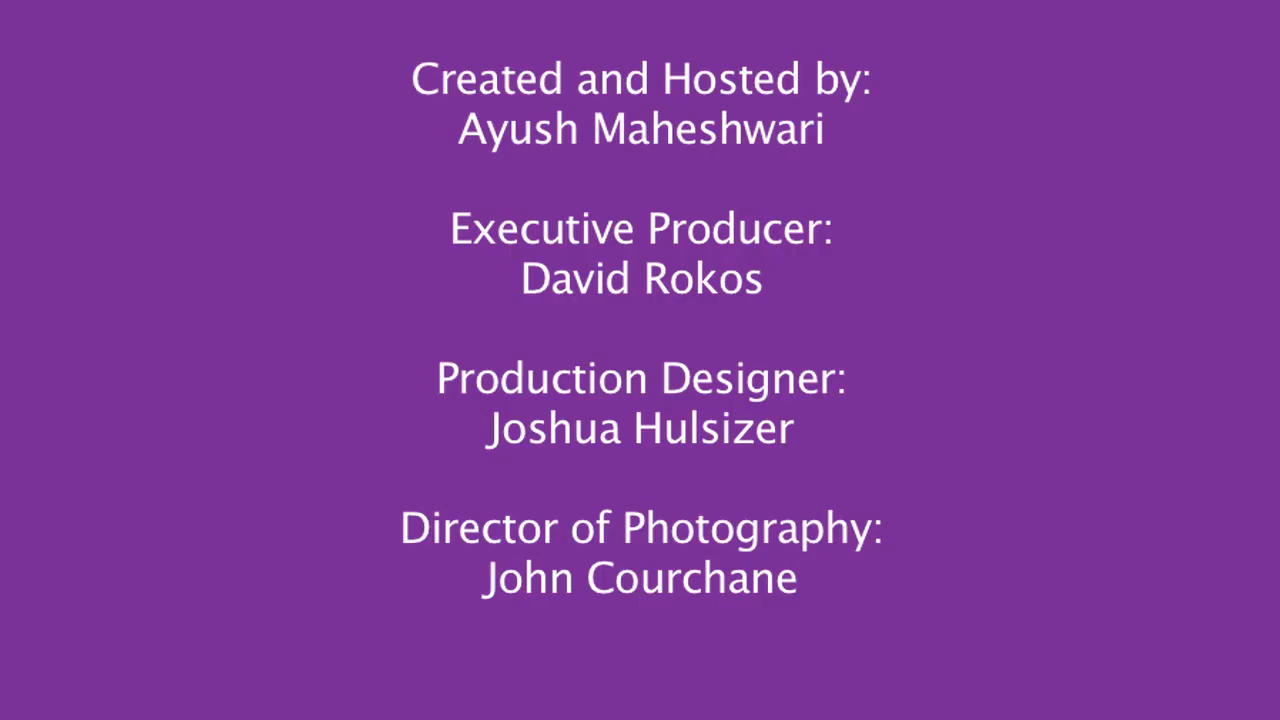 Created and Hosted by:
Ayush Maheshwari
Executive Producer:
David Rokos
Production Designer:
Joshua Hulsizer
Director of Photography:
John Courchane